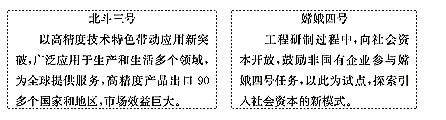 北斗三号
以高精度技术特色带动应用新突
破,广泛应用于生产和生活多个领域,
为全球提供服务,高精度产品出口 90
多个国家和地区,市场效益巨大。
嫦娥四号
工程研制过程中,向社会资
本开放,鼓励非国有企业参与嫦
娥四号任务,以此为试点,探索引
入社会资本的新模式。